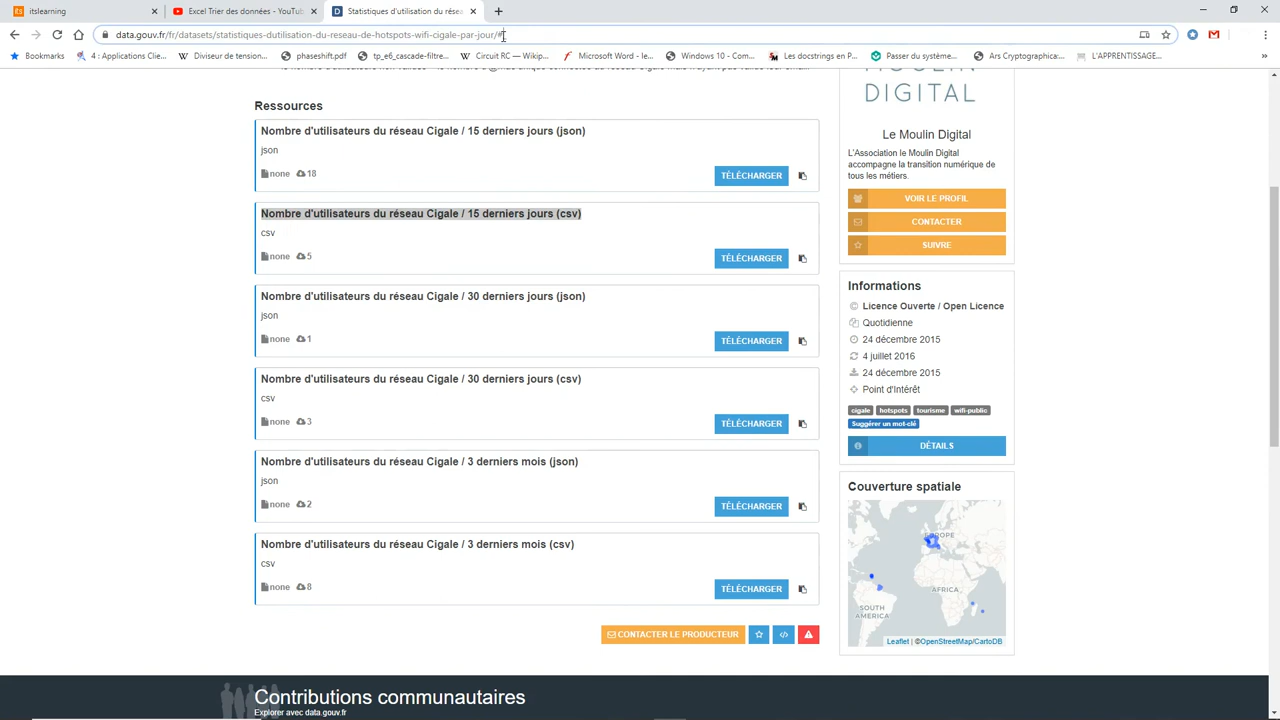 itslearning
Excel Trier des données - YouTub
Statistiques d'utilisation du rése
data.gouv.fr/fr/datasets/statistiques-dutilisation-du-reseau-de-hotspots-wifi-cigale-par-jour/#
Bookmarks
4 : Applications Clie...
Diviseur de tension...
phaseshift.pdf
tp_e6_cascade-filtre...
Circuit RC — Wikip...
Microsoft Word - le...
Windows 10 - Com...
Les docstrings en P...
Passer du système...
Ars Cryptographica:...
L'APPRENTISSAGE...
»
Ressources
Nombre d'utilisateurs du réseau Cigale / 15 derniers jours (json)
json
none 18
TÉLÉCHARGER
Nombre d'utilisateurs du réseau Cigale / 15 derniers jours (csv)
csv
none 5
TÉLÉCHARGER
Nombre d'utilisateurs du réseau Cigale / 30 derniers jours (json)
json
none 1
TÉLÉCHARGER
Nombre d'utilisateurs du réseau Cigale / 30 derniers jours (csv)
csv
none 3
TÉLÉCHARGER
Nombre d'utilisateurs du réseau Cigale / 3 derniers mois (json)
json
none 2
TÉLÉCHARGER
Nombre d'utilisateurs du réseau Cigale / 3 derniers mois (csv)
csv
none 8
TÉLÉCHARGER
CONTACTER LE PRODUCTEUR
MOULIN
DIGITAL
Le Moulin Digital
L'Association le Moulin Digital
accompagne la transition numérique de
tous les métiers.
VOIR LE PROFIL
CONTACTER
SUIVRE
Informations
Licence Ouverte / Open Licence
Quotidienne
24 décembre 2015
4 juillet 2016
24 décembre 2015
Point d'Intérêt
cigale hotspots tourisme wifi-public
Suggérer un mot-clé
DÉTAILS
Couverture spatiale
EUROPE
AFRICA
SOUTH
AMERICA
Leaflet | ©OpenStreetMap/CartoDB
Contributions communautaires
Explorer avec data.gouv.fr